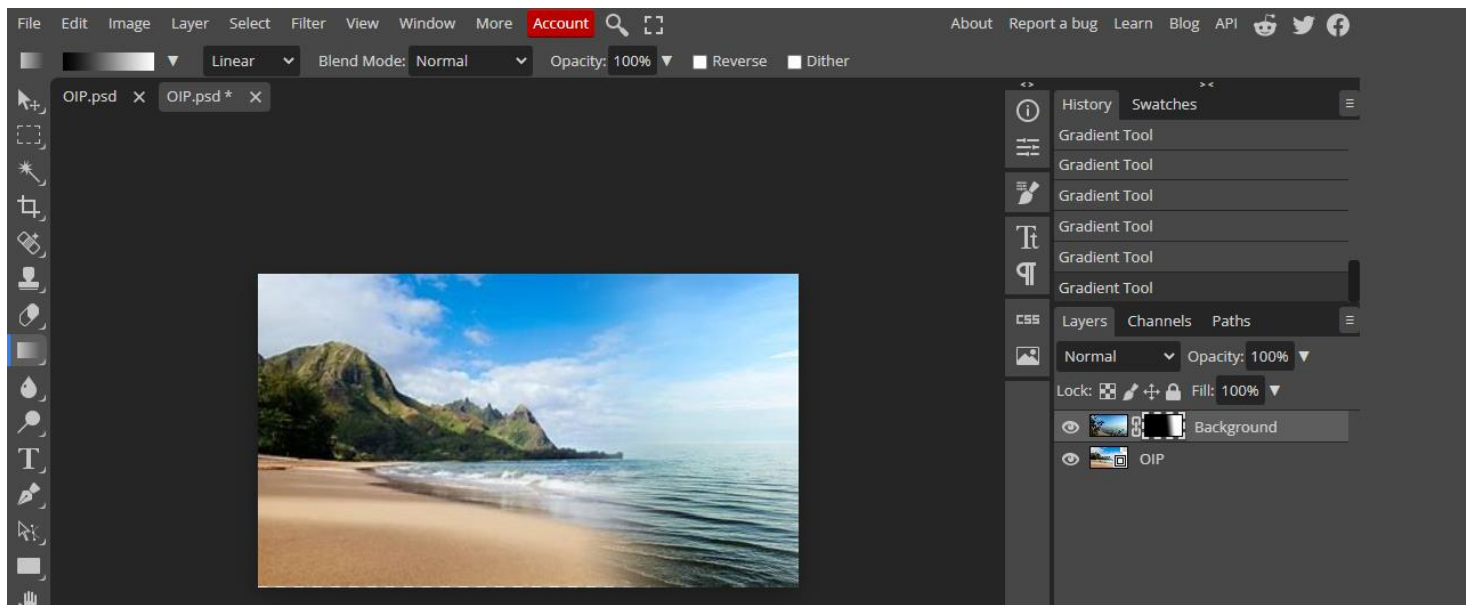 File Edit Image Layer Select Filter View Window More Account About Report a bug Learn Blog API
Linear Blend Mode: Normal Opacity: 100% ▼ Reverse Dither
OIP.psd X OIP.psd * X
History Swatches
Gradient Tool
Gradient Tool
Gradient Tool
Gradient Tool
Gradient Tool
Gradient Tool
CSS
Layers Channels Paths
Normal Opacity: 100% ▼
Lock: Fill: 100% ▼
Background
OIP